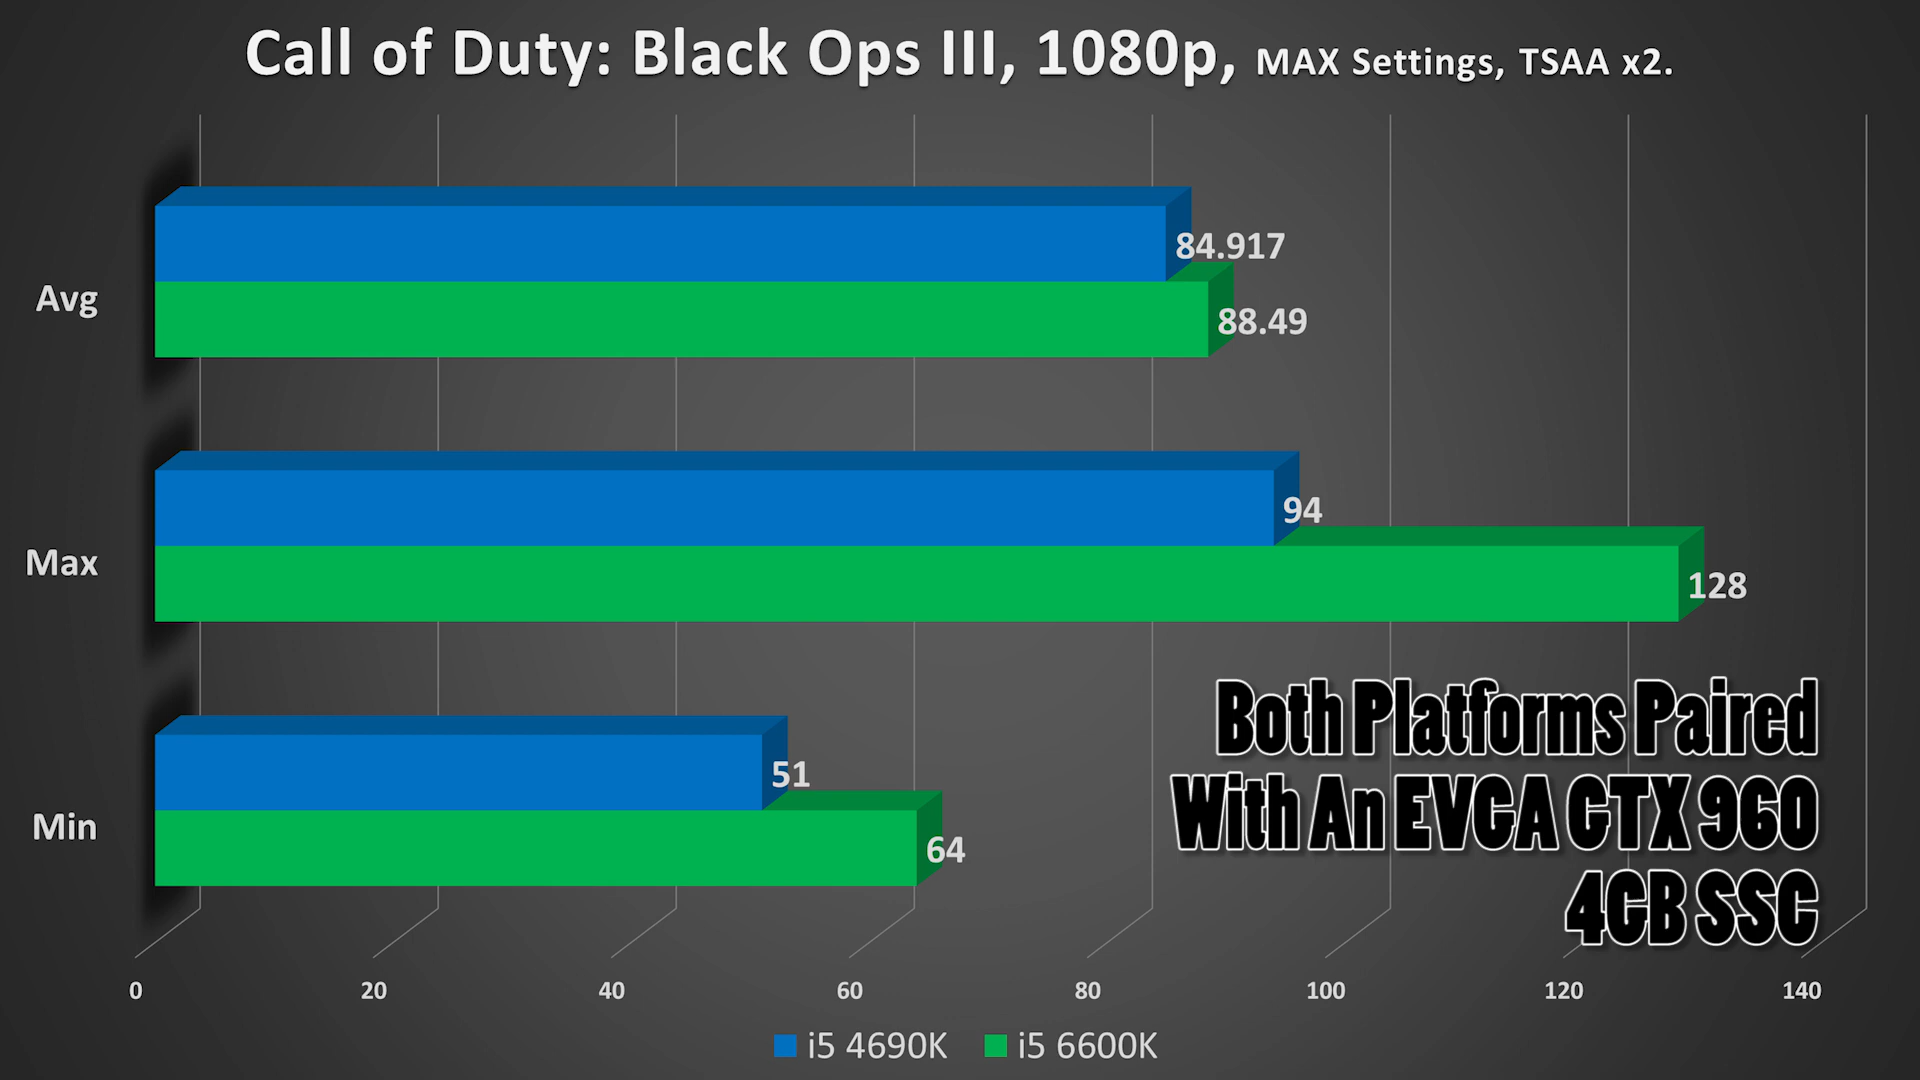 Call of Duty: Black Ops III, 1080p, MAX Settings, TSAA x2.
Avg
84.917
88.49
Max
94
128
Min
51
64
Both Platforms Paired
With An EVGA GTX 960
4GB SSC
0 20 40 60 80 100 120 140
i5 4690K i5 6600K